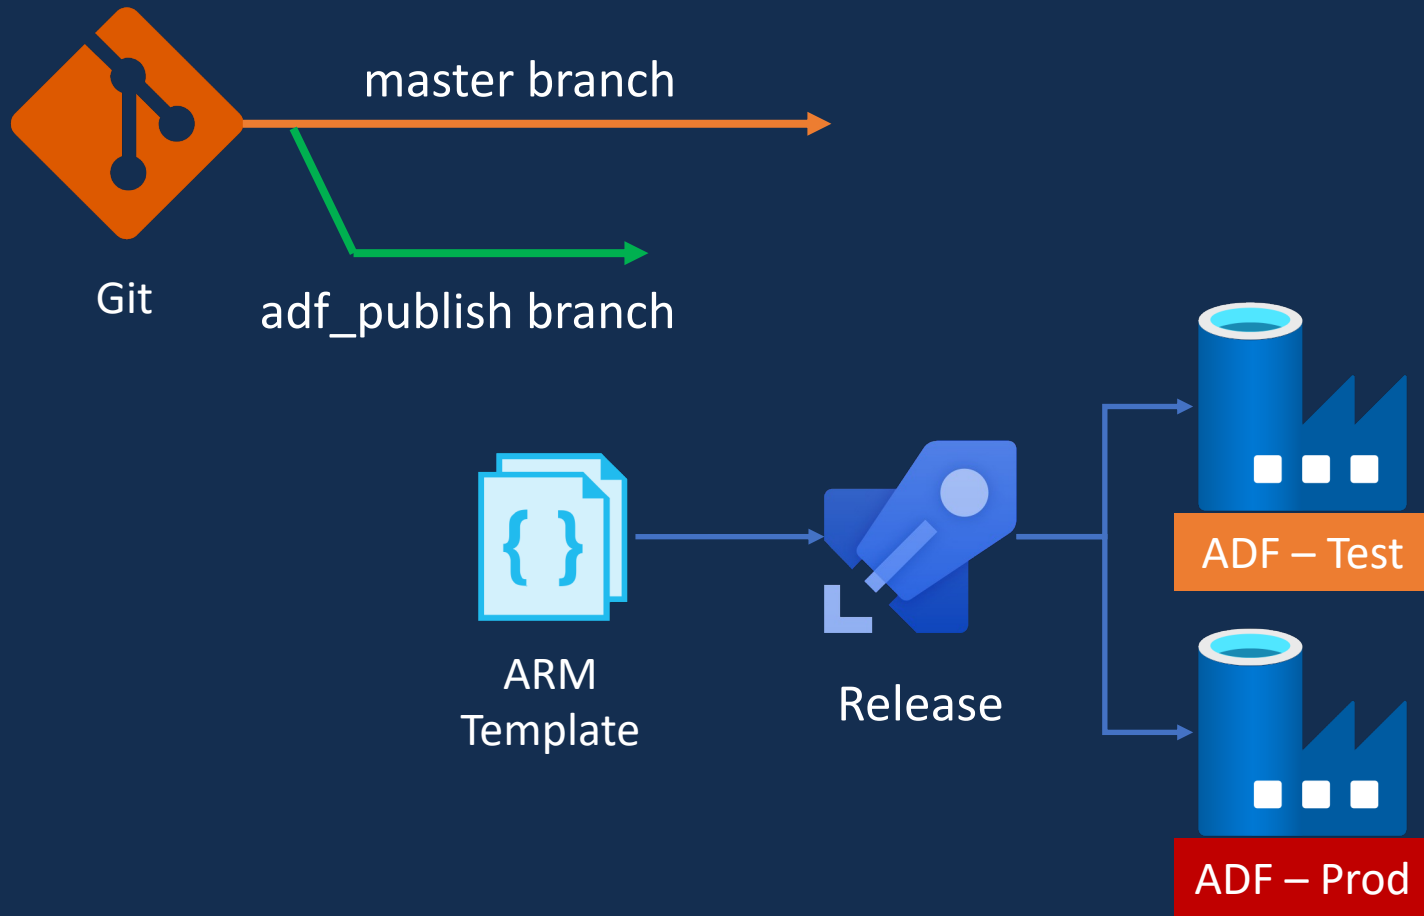 master branch
Git
adf_publish branch
{ }
ARM
Template
Release
ADF – Test
ADF – Prod